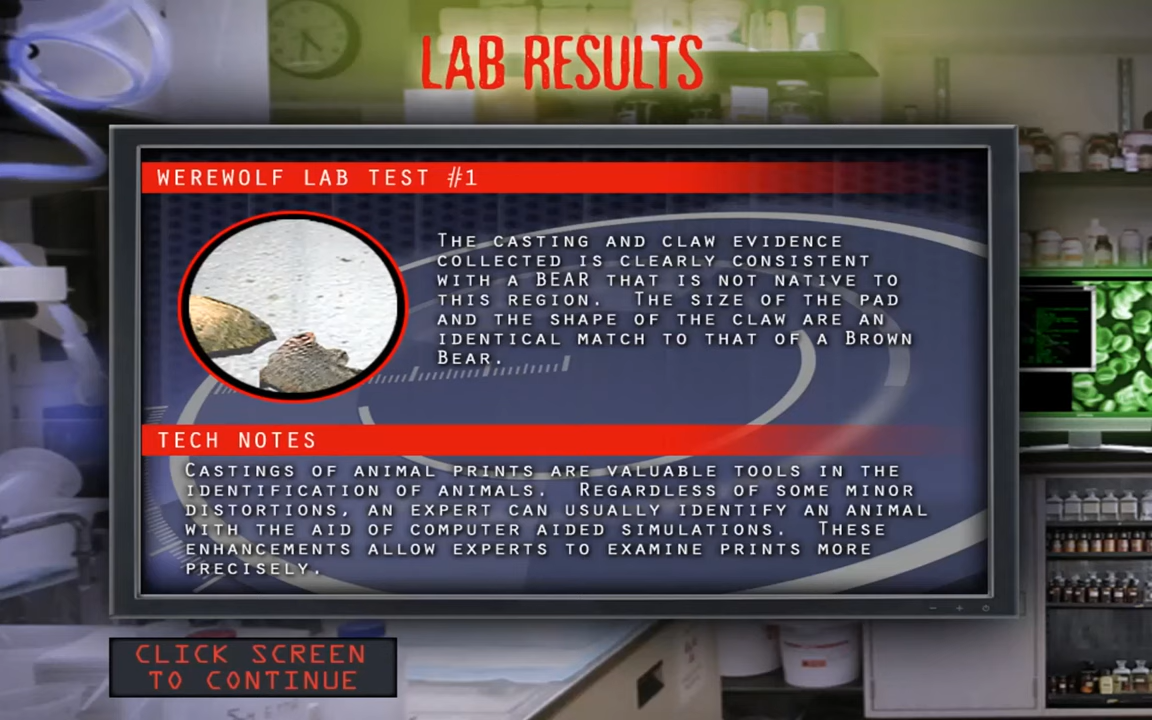 LAB RESULTS
WEREWOLF LAB TEST #1
THE CASTING AND CLAW EVIDENCE
COLLECTED IS CLEARLY CONSISTENT
WITH A BEAR THAT IS NOT NATIVE TO
THIS REGION. THE SIZE OF THE PAD
AND THE SHAPE OF THE CLAW ARE AN
IDENTICAL MATCH TO THAT OF A BROWN
BEAR.
TECH NOTES
CASTINGS OF ANIMAL PRINTS ARE VALUABLE TOOLS IN THE
IDENTIFICATION OF ANIMALS. REGARDLESS OF SOME MINOR
DISTORTIONS, AN EXPERT CAN USUALLY IDENTIFY AN ANIMAL
WITH THE AID OF COMPUTER AIDED SIMULATIONS. THESE
ENHANCEMENTS ALLOW EXPERTS TO EXAMINE PRINTS MORE
PRECISELY.
CLICK SCREEN
TO CONTINUE